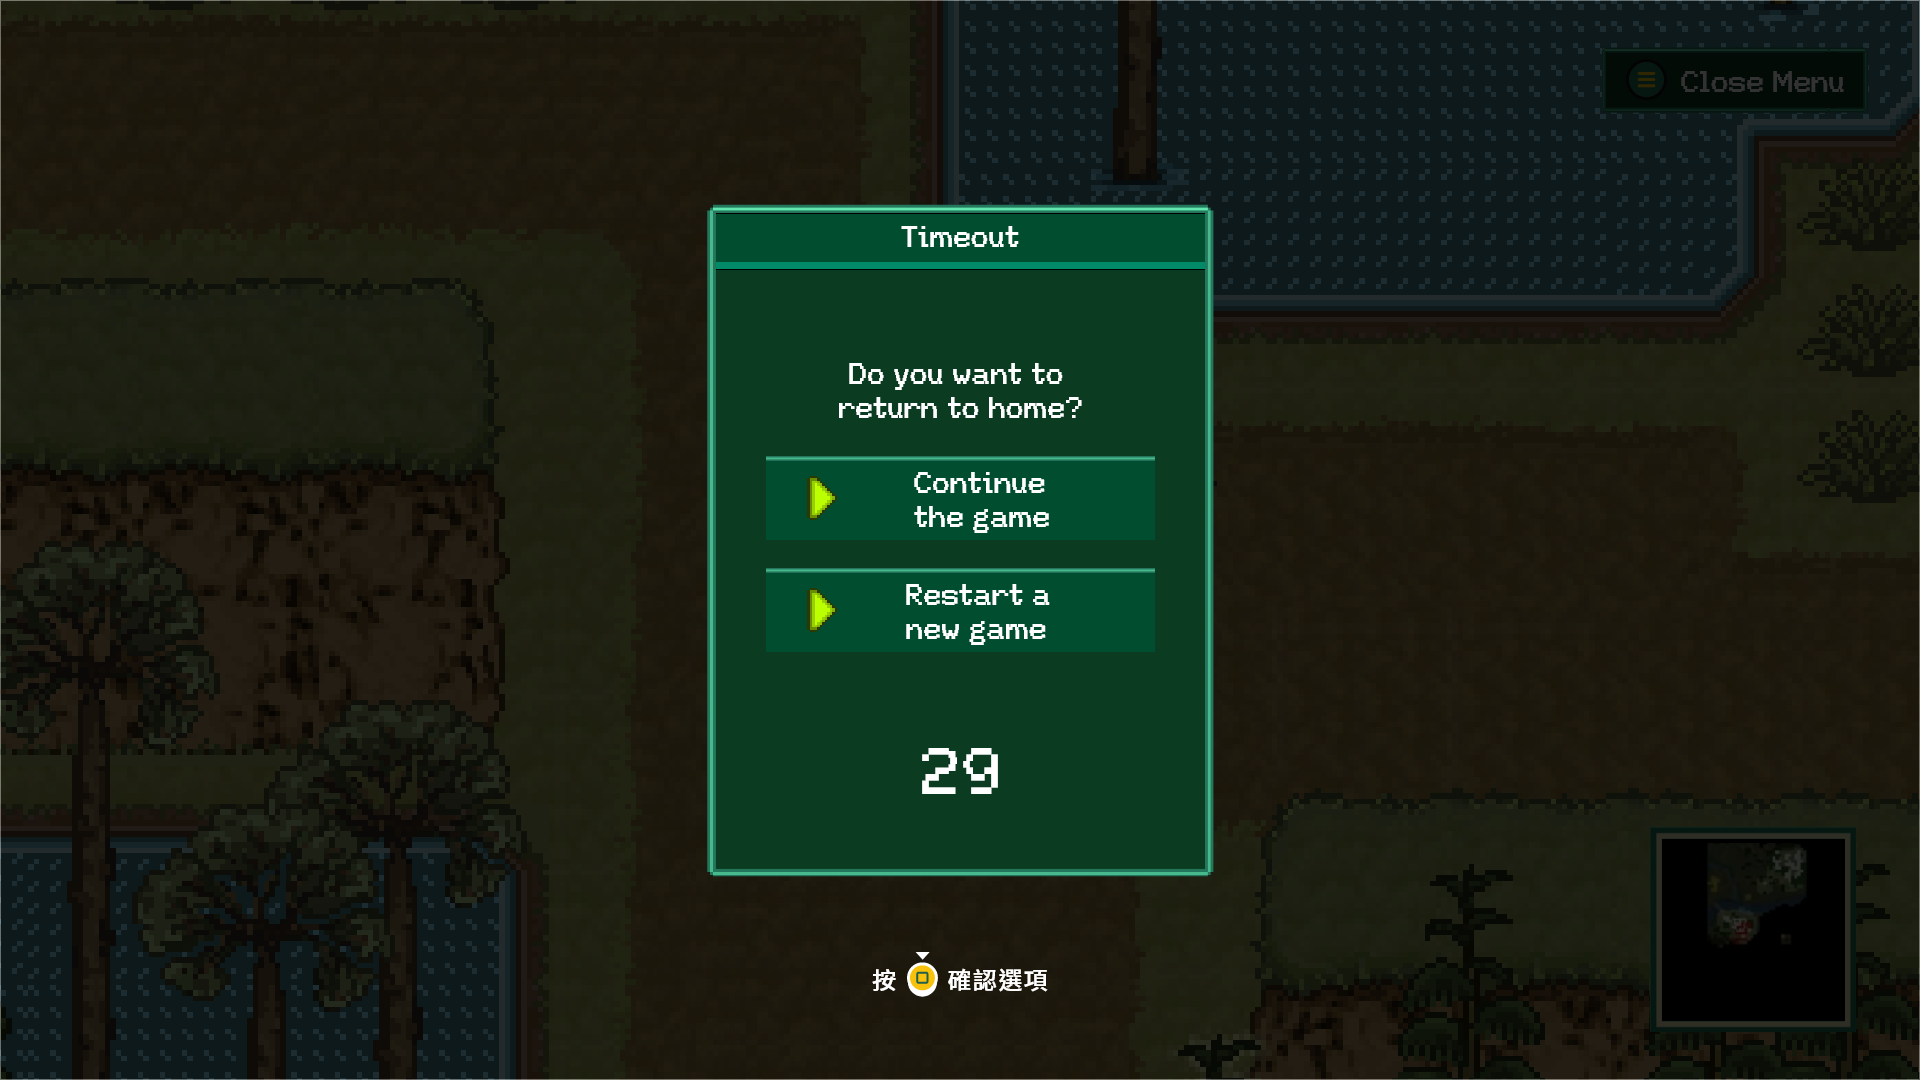 Close Menu
Timeout
Do you want to
return to home?
Continue
the game
Restart a
new game
29
按 確認選項